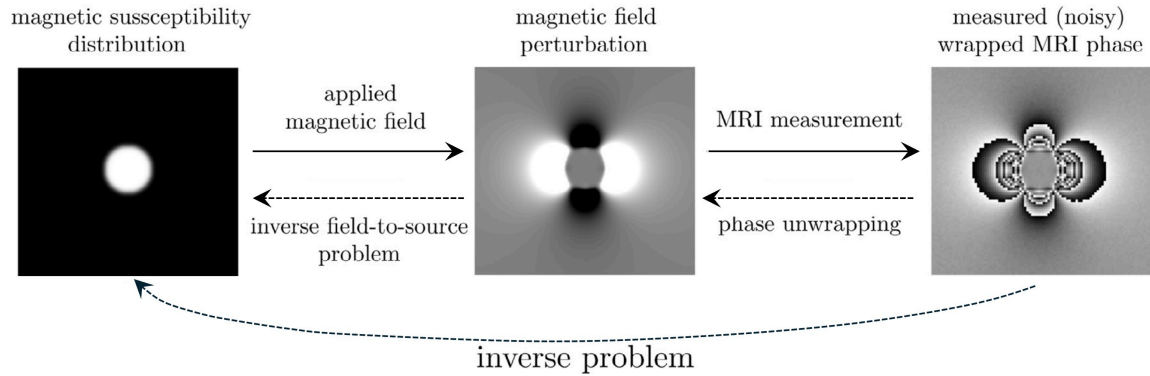 magnetic sussceptibility
distribution
magnetic field
perturbation
measured (noisy)
wrapped MRI phase
applied
magnetic field
MRI measurement
inverse field-to-source
problem
phase unwrapping
inverse problem